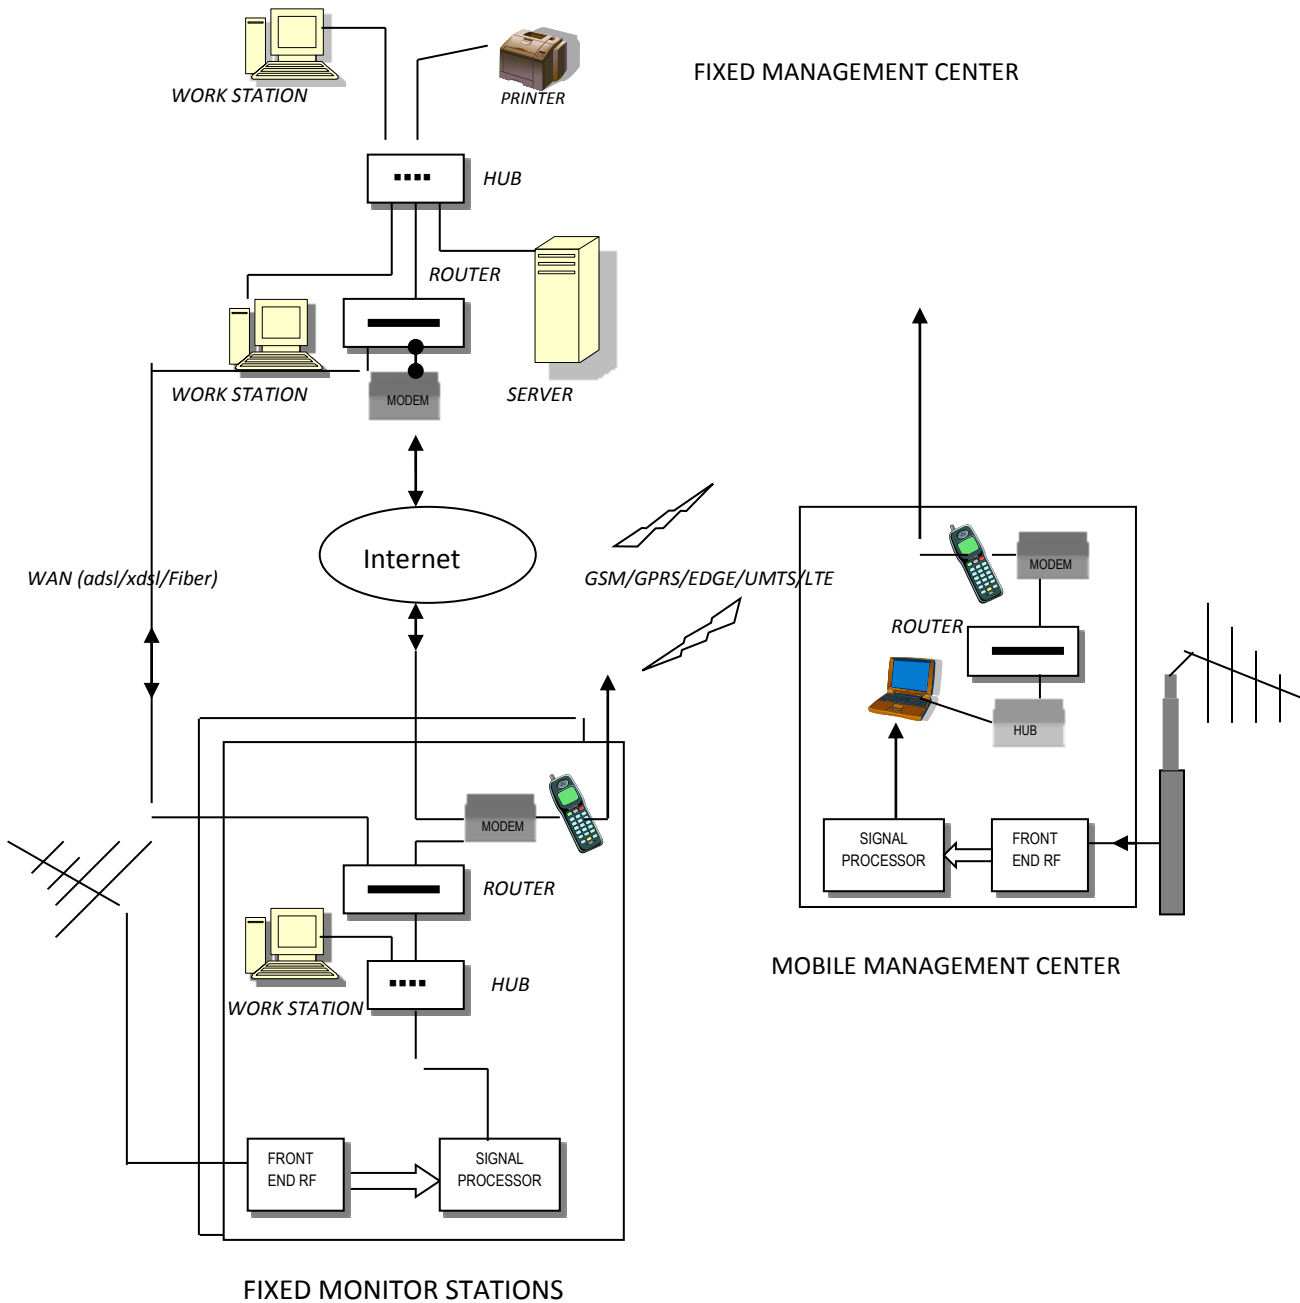 FIXED MANAGEMENT CENTER
WORK STATION
PRINTER
HUB
ROUTER
WORK STATION
MODEM
SERVER
Internet
WAN (adsl/xdsl/Fiber)
GSM/GPRS/EDGE/UMTS/LTE
MODEM
ROUTER
HUB
SIGNAL
PROCESSOR
FRONT
END RF
MOBILE MANAGEMENT CENTER
MODEM
ROUTER
WORK STATION
HUB
FRONT
END RF
SIGNAL
PROCESSOR
FIXED MONITOR STATIONS